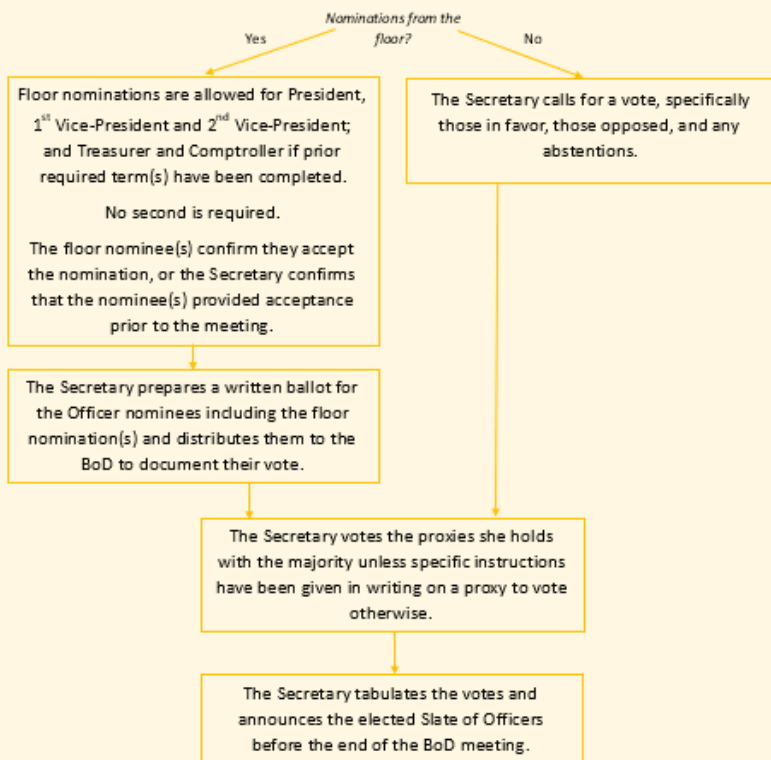 Nominations from the
floor?
Yes
No
Floor nominations are allowed for President,
1st Vice-President and 2nd Vice-President;
and Treasurer and Comptroller if prior
required term(s) have been completed.
No second is required.
The floor nominee(s) confirm they accept
the nomination, or the Secretary confirms
that the nominee(s) provided acceptance
prior to the meeting.
The Secretary calls for a vote, specifically
those in favor, those opposed, and any
abstentions.
The Secretary prepares a written ballot for
the Officer nominees including the floor
nomination(s) and distributes them to the
BoD to document their vote.
The Secretary votes the proxies she holds
with the majority unless specific instructions
have been given in writing on a proxy to vote
otherwise.
The Secretary tabulates the votes and
announces the elected Slate of Officers
before the end of the BoD meeting.